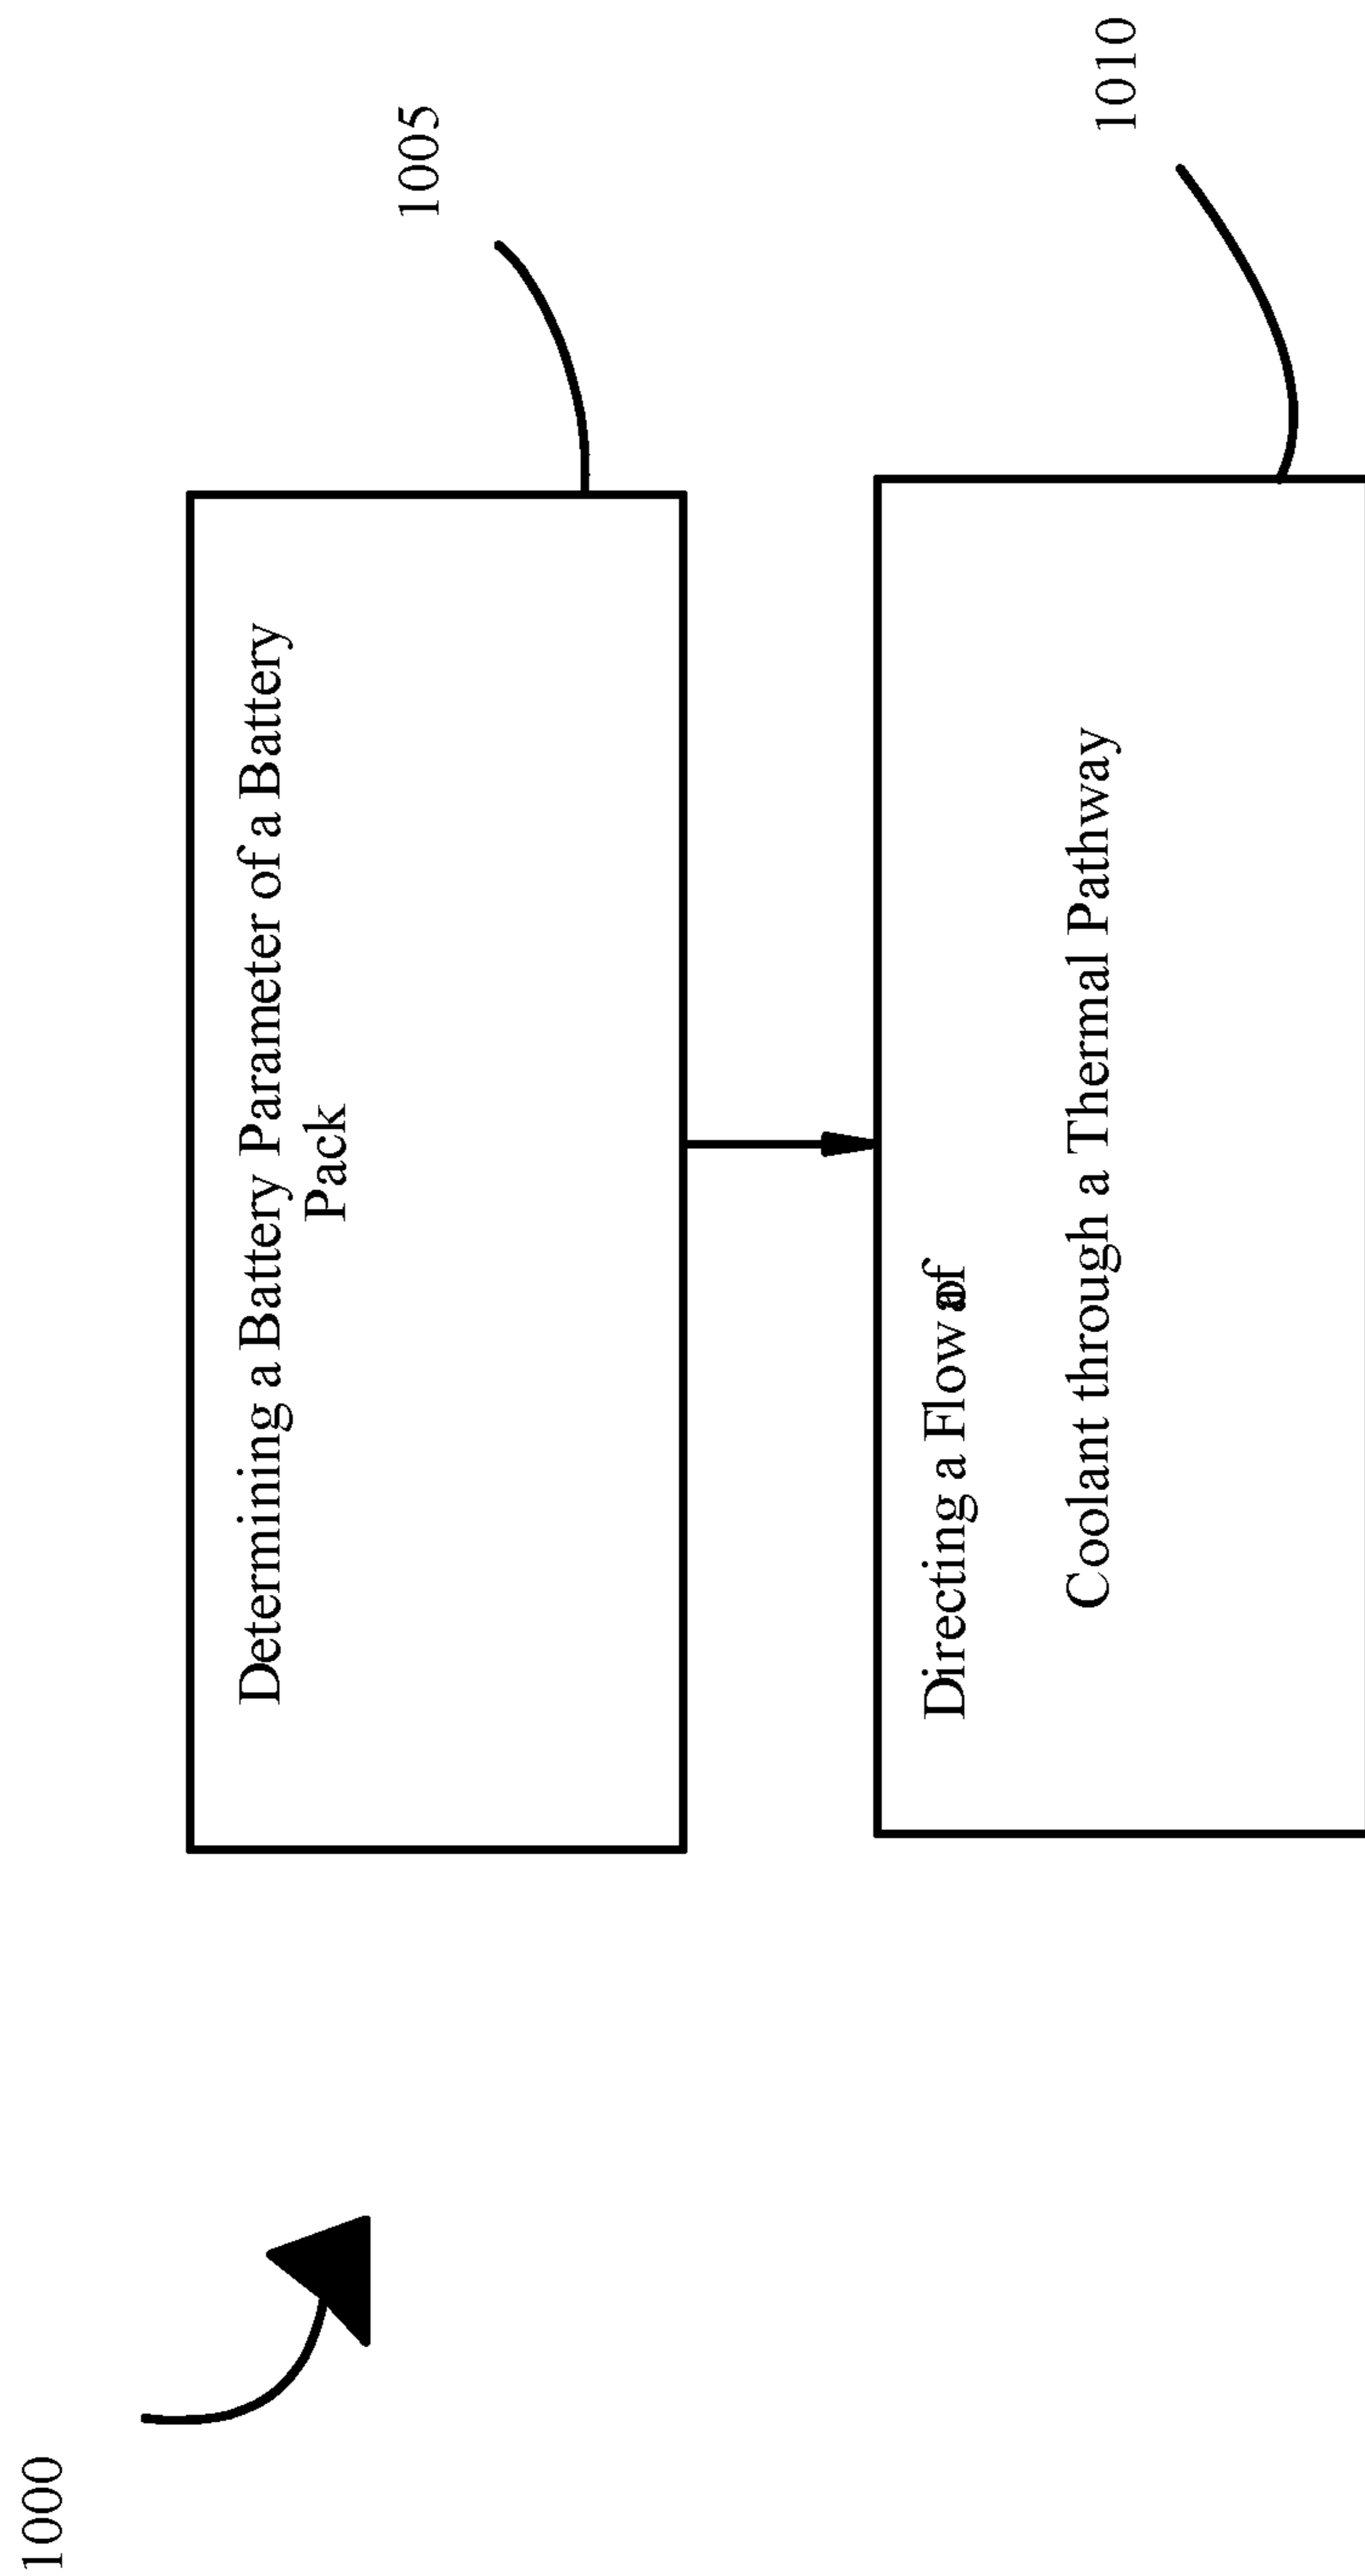 1000
Determining a Battery Parameter of a Battery
Pack
1005
Directing a Flow of
Coolant through a Thermal Pathway
1010